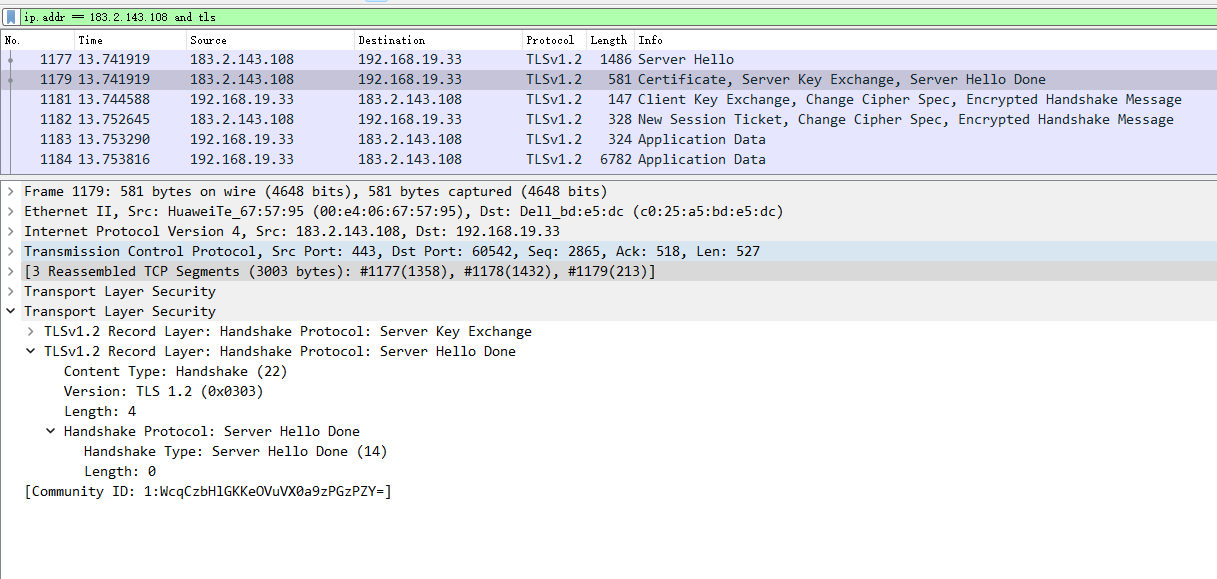 ip.addr == 183.2.143.108 and tls
No. Time Source Destination Protocol Length Info
1177 13.741919 183.2.143.108 192.168.19.33 TLSv1.2 1486 Server Hello
1179 13.741919 183.2.143.108 192.168.19.33 TLSv1.2 581 Certificate, Server Key Exchange, Server Hello Done
1181 13.744588 192.168.19.33 183.2.143.108 TLSv1.2 147 Client Key Exchange, Change Cipher Spec, Encrypted Handshake Message
1182 13.752645 183.2.143.108 192.168.19.33 TLSv1.2 328 New Session Ticket, Change Cipher Spec, Encrypted Handshake Message
1183 13.753290 192.168.19.33 183.2.143.108 TLSv1.2 324 Application Data
1184 13.753816 192.168.19.33 183.2.143.108 TLSv1.2 6782 Application Data
Frame 1179: 581 bytes on wire (4648 bits), 581 bytes captured (4648 bits)
Ethernet II, Src: HuaweiTe_67:57:95 (00:e4:06:67:57:95), Dst: Dell_bd:e5:dc (c0:25:a5:bd:e5:dc)
Internet Protocol Version 4, Src: 183.2.143.108, Dst: 192.168.19.33
Transmission Control Protocol, Src Port: 443, Dst Port: 60542, Seq: 2865, Ack: 518, Len: 527
[3 Reassembled TCP Segments (3003 bytes): #1177(1358), #1178(1432), #1179(213)]
Transport Layer Security
Transport Layer Security
TLSv1.2 Record Layer: Handshake Protocol: Server Key Exchange
TLSv1.2 Record Layer: Handshake Protocol: Server Hello Done
Content Type: Handshake (22)
Version: TLS 1.2 (0x0303)
Length: 4
Handshake Protocol: Server Hello Done
Handshake Type: Server Hello Done (14)
Length: 0
[Community ID: 1:WcqCzbHlGKKeOVuVX0a9zPGzPZY=]